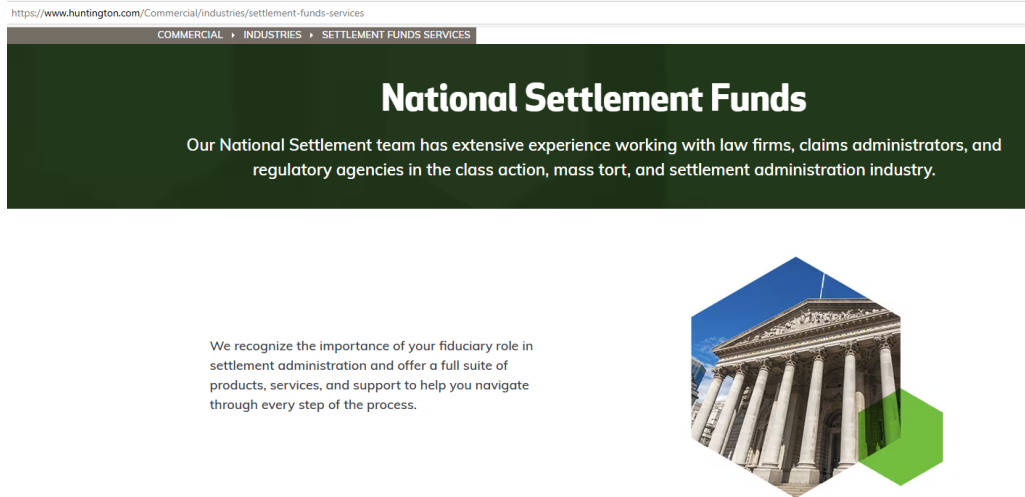 https://www.huntington.com/Commercial/industries/settlement-funds-services
COMMERCIAL ▸ INDUSTRIES ▸ SETTLEMENT FUNDS SERVICES
National Settlement Funds
Our National Settlement team has extensive experience working with law firms, claims administrators, and
regulatory agencies in the class action, mass tort, and settlement administration industry.
We recognize the importance of your fiduciary role in
settlement administration and offer a full suite of
products, services, and support to help you navigate
through every step of the process.